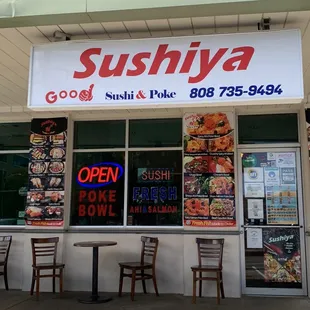 Sushiya
Good Sushi & Poke 808 735-9494
OPEN
POKE
BOWL
SUSHI
FRESH
AHI SALMON
Sushiya